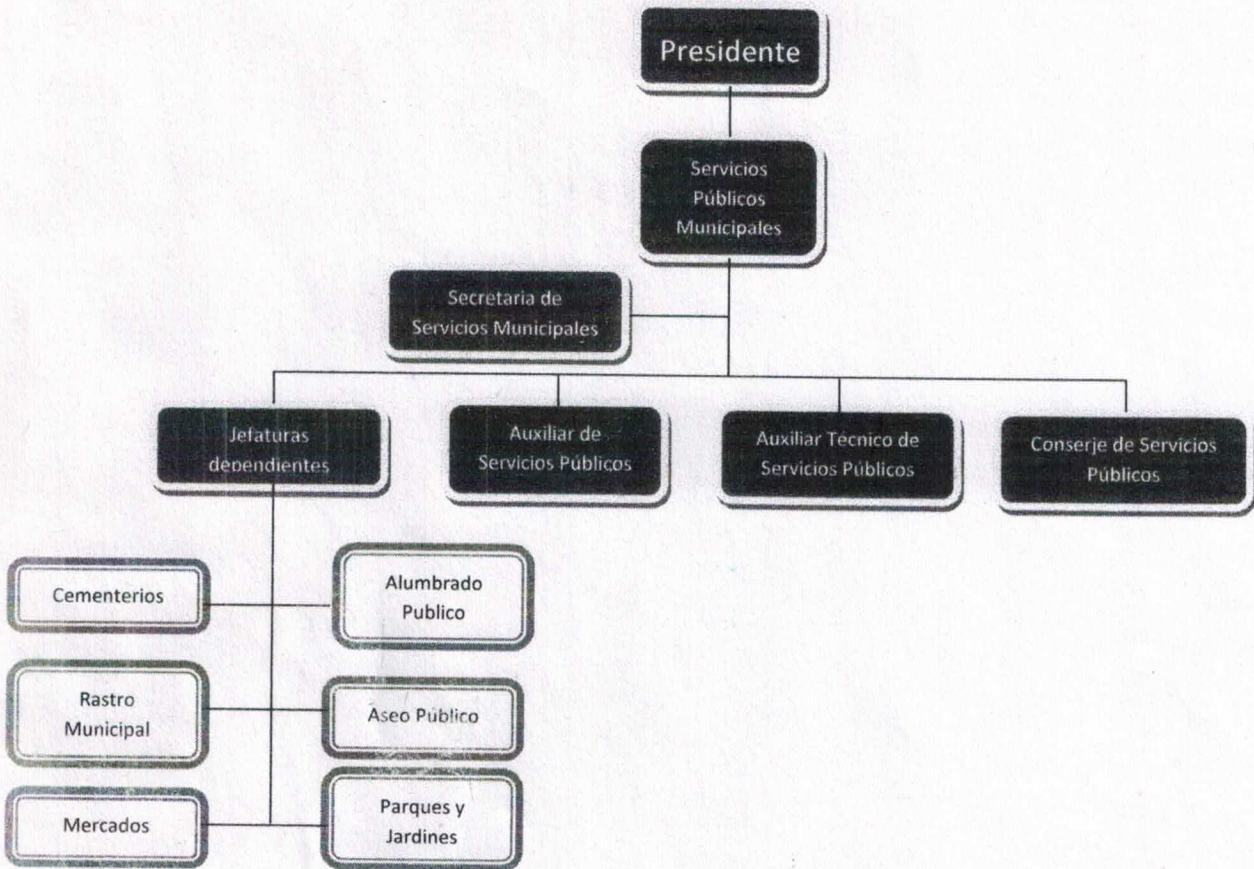 Presidente
Servicios
Públicos
Municipales
Secretaria de
Servicios Municipales
Jefaturas
dependientes
Auxiliar de
Servicios Públicos
Auxiliar Técnico de
Servicios Públicos
Conserje de Servicios
Públicos
Cementerios
Alumbrado
Publico
Rastro
Municipal
Aseo Público
Mercados
Parques y
Jardines